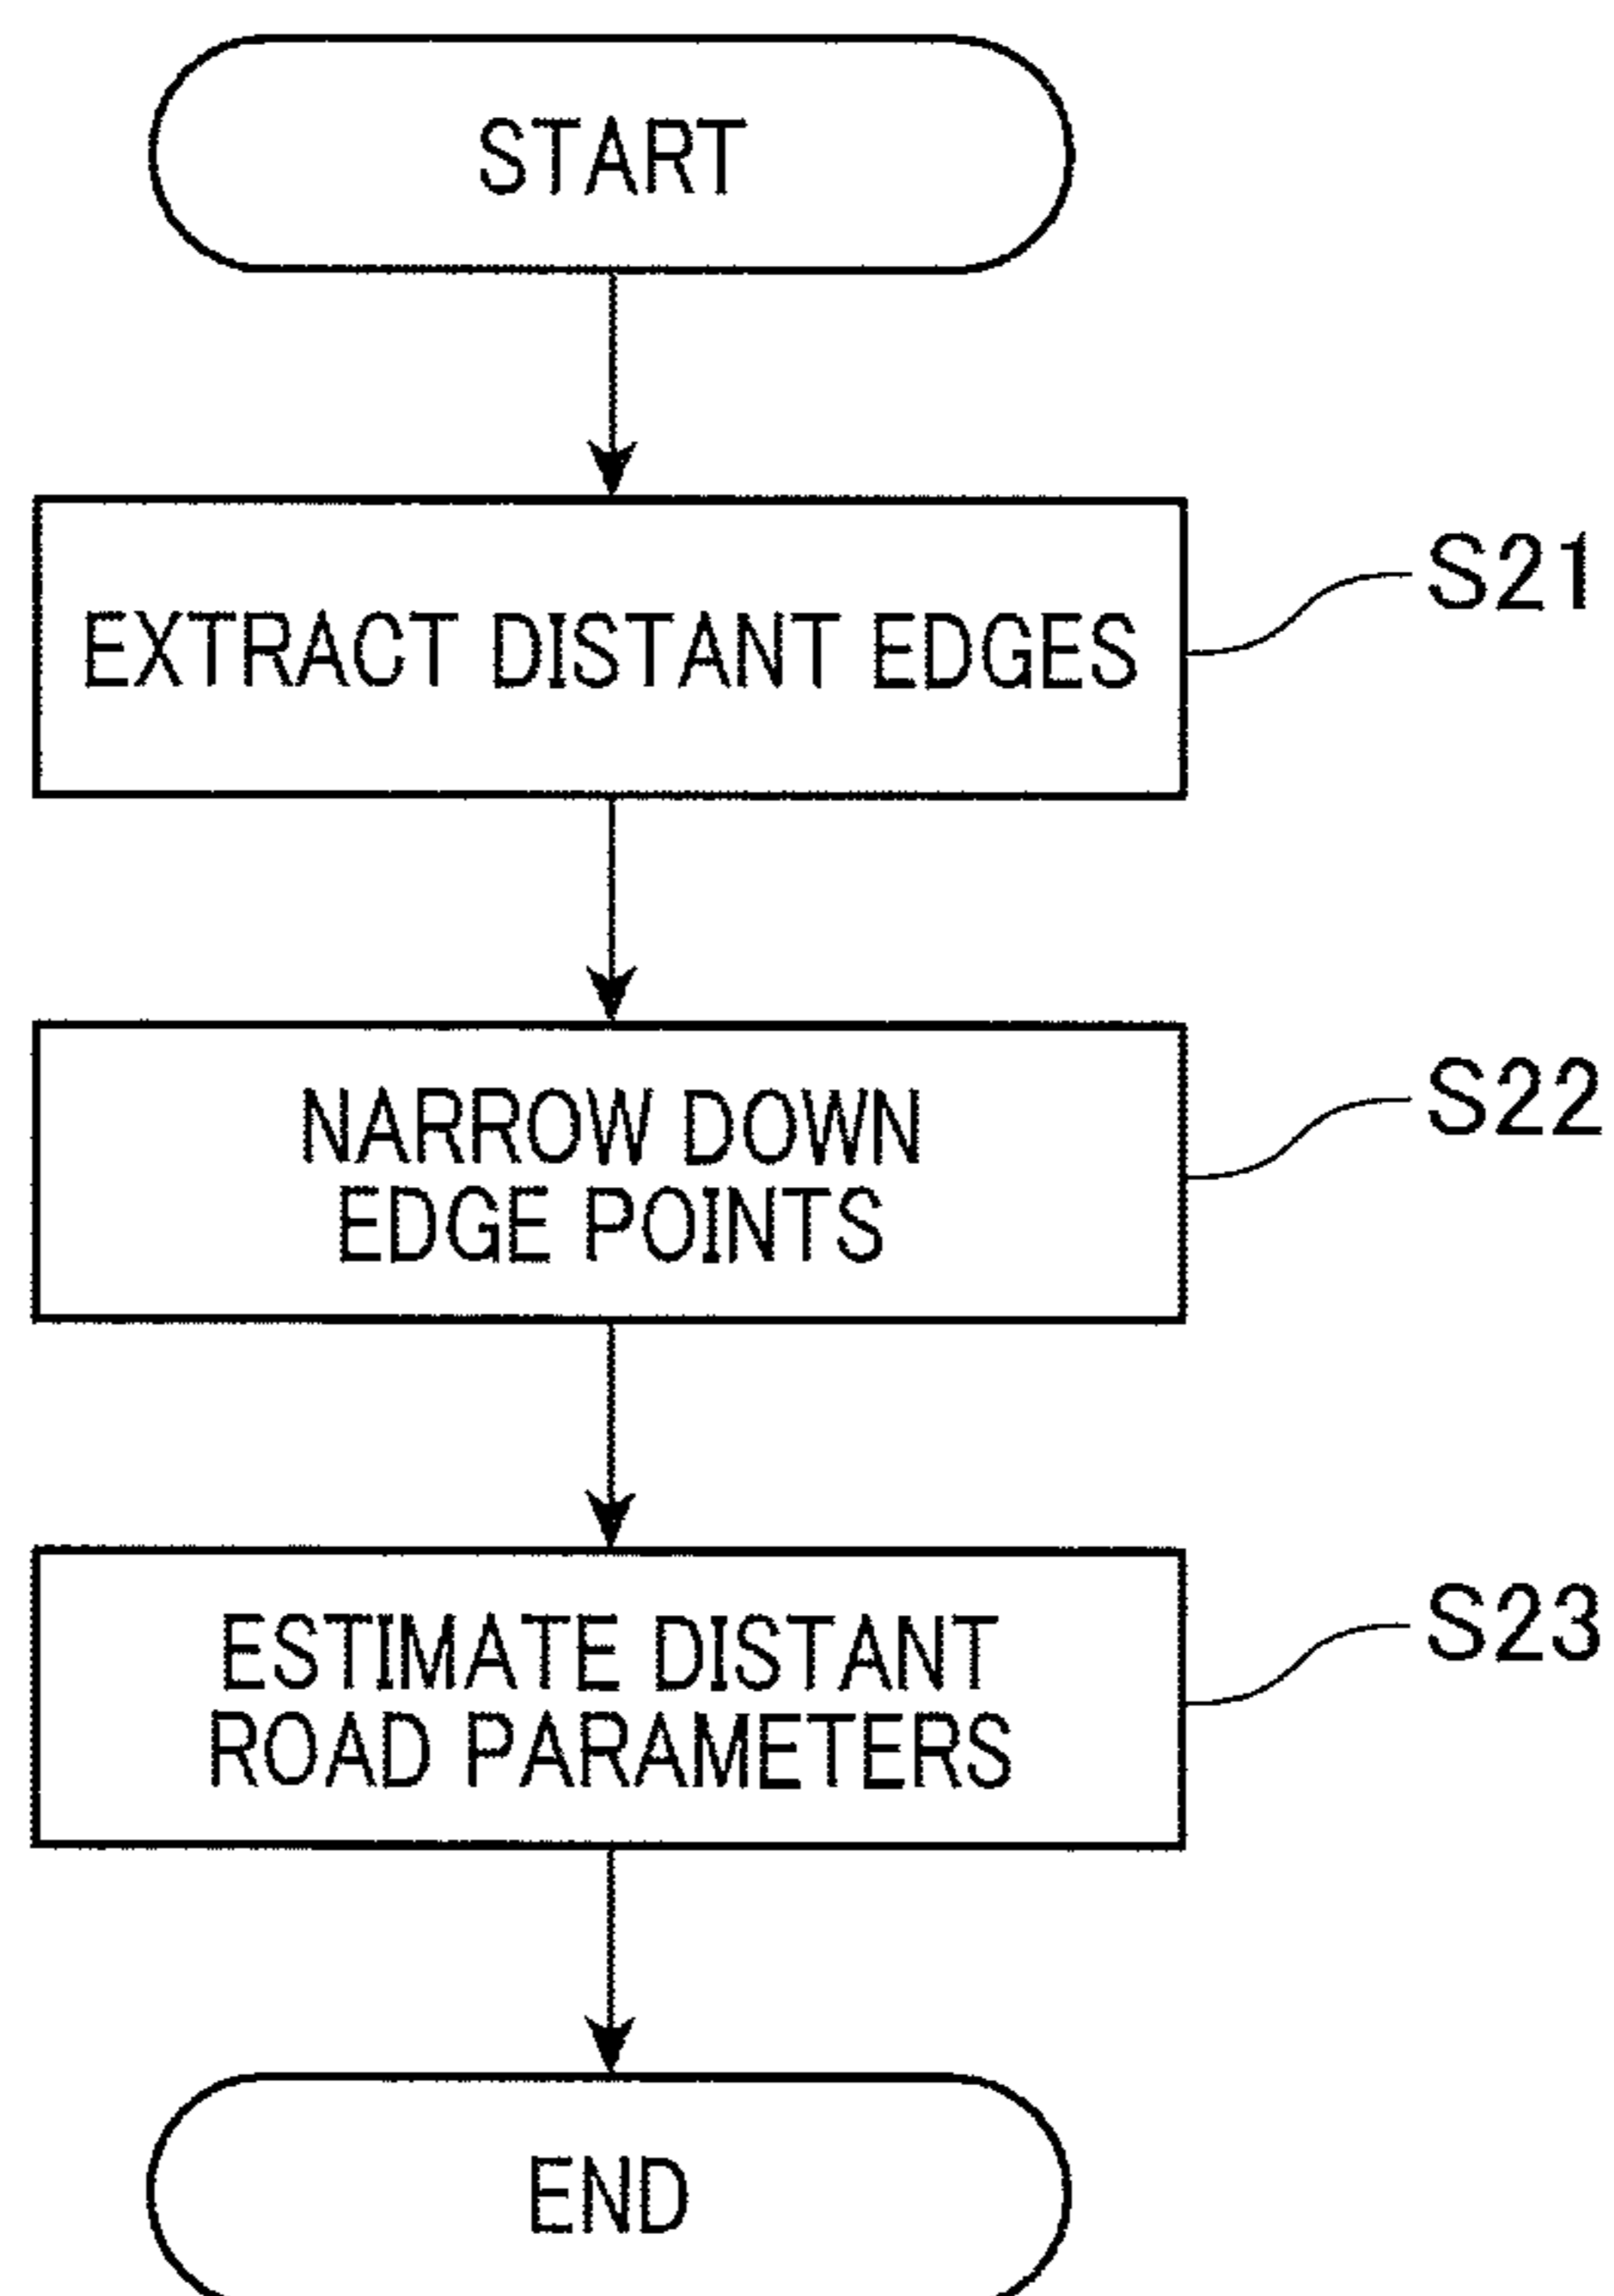 START
EXTRACT DISTANT EDGES
S21
NARROW DOWN
EDGE POINTS
S22
ESTIMATE DISTANT
ROAD PARAMETERS
S23
END